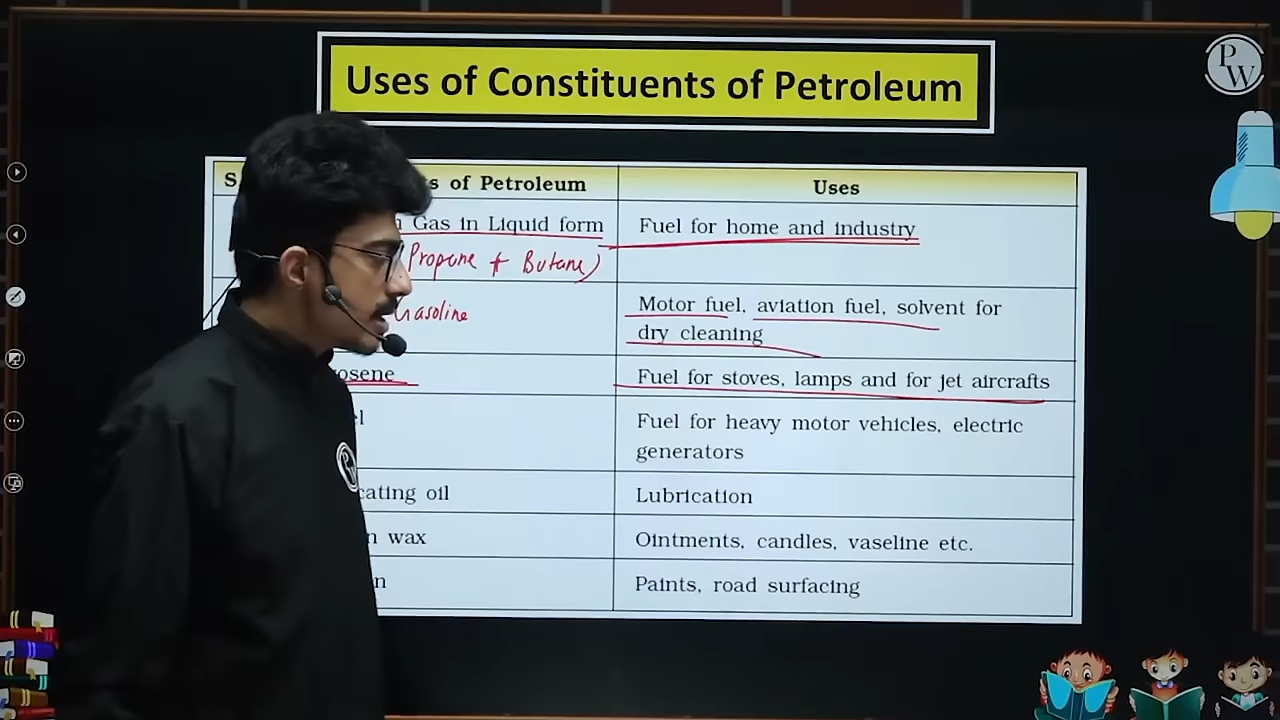 Uses of Constituents of Petroleum
PW
of Petroleum
Uses
Gas in Liquid form
Fuel for home and industry
(Propane + Butane)
Motor fuel, aviation fuel, solvent for
dry cleaning
Gasoline
osene
Fuel for stoves, lamps and for jet aircrafts
el
Fuel for heavy motor vehicles, electric
generators
cating oil
Lubrication
n wax
Ointments, candles, vaseline etc.
n
Paints, road surfacing
PW